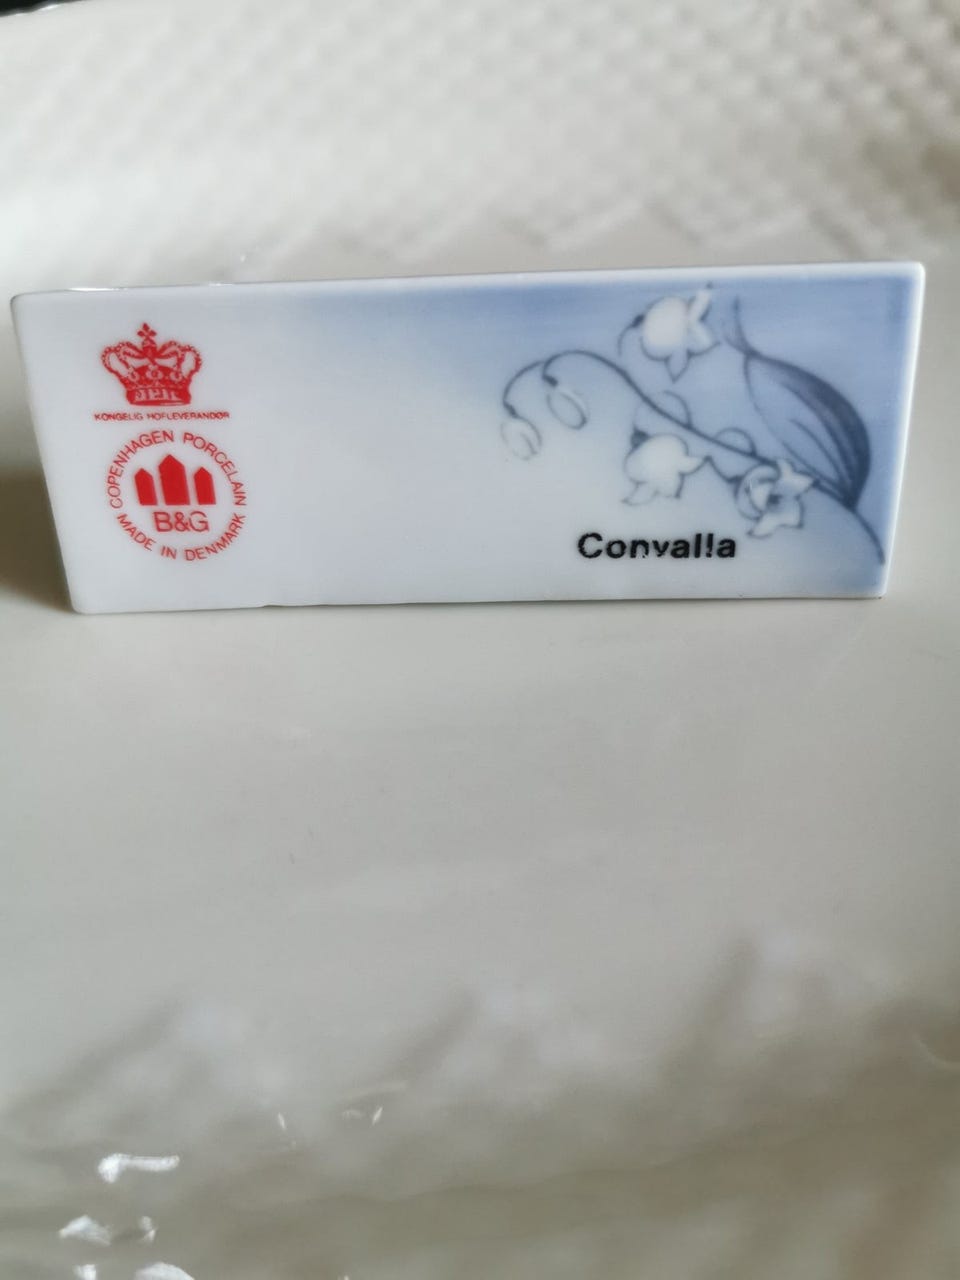 KONGELIG HOFLEVERANDØR
COPENHAGEN PORCELAIN
B&G
MADE IN DENMARK
Convalla